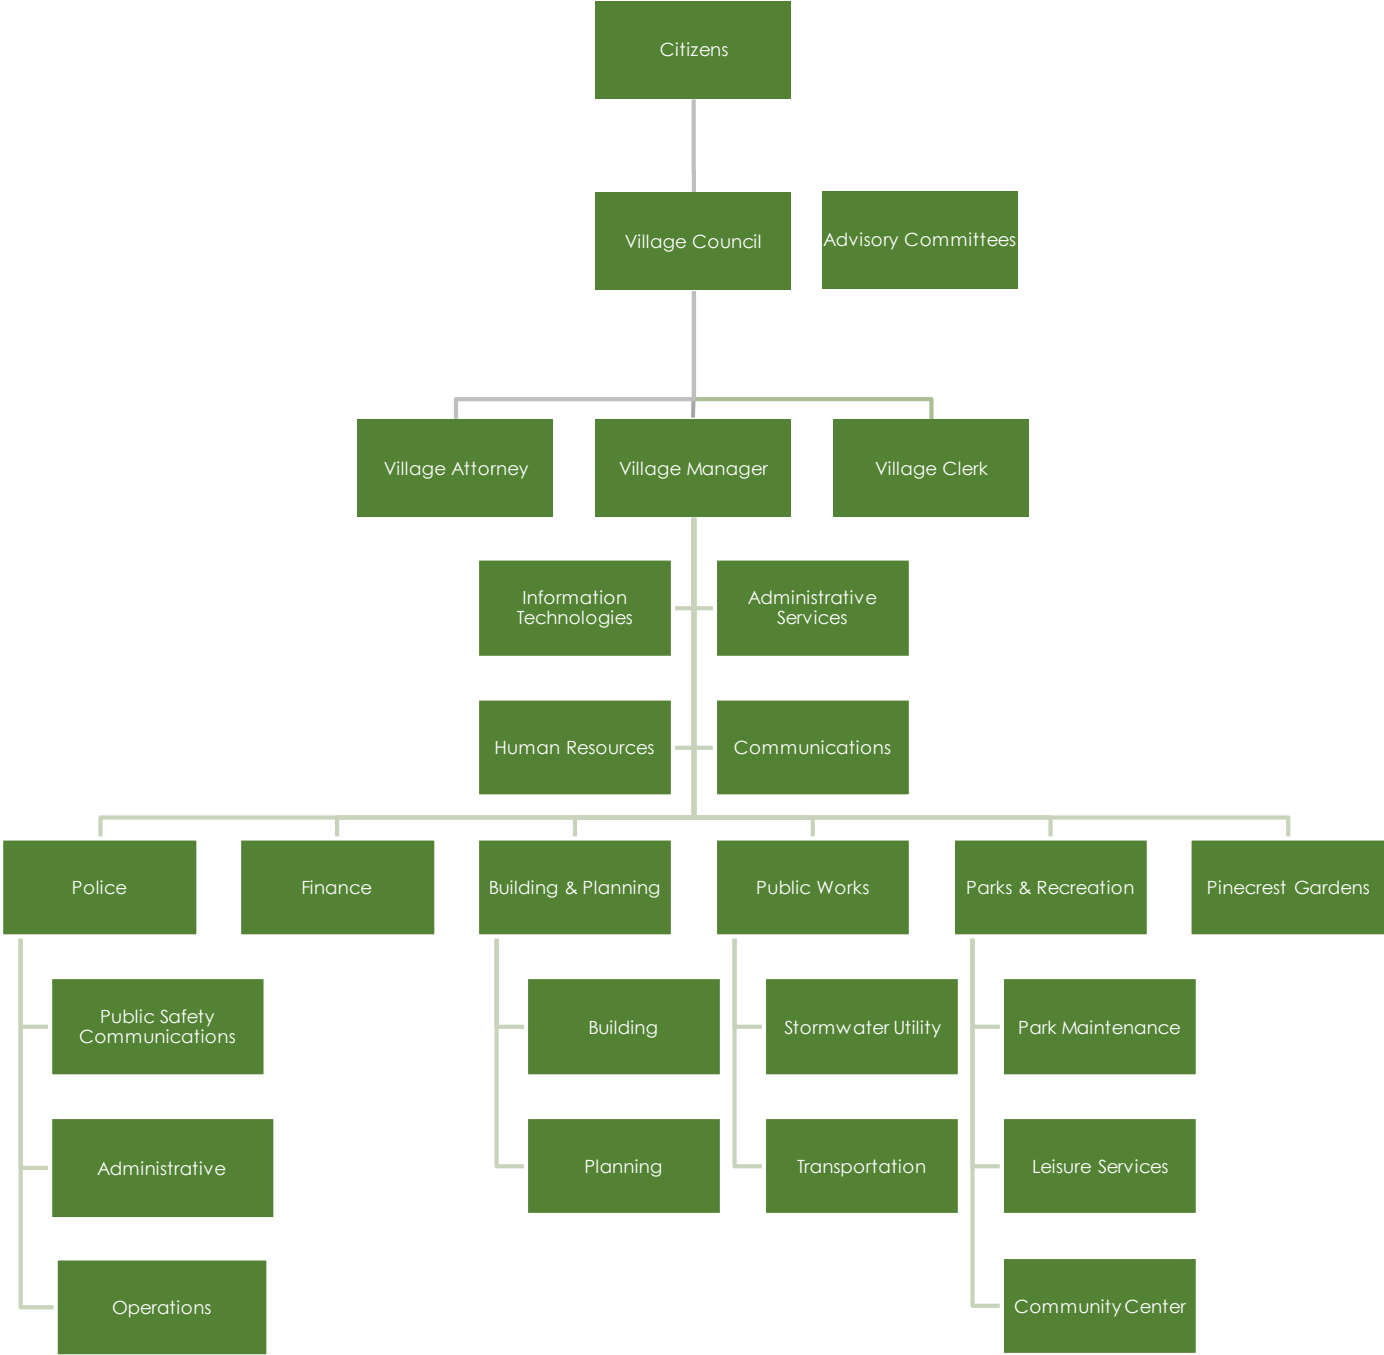 Citizens
Village Council
Advisory Committees
Village Attorney
Village Manager
Village Clerk
Information
Technologies
Administrative
Services
Human Resources
Communications
Police
Finance
Building & Planning
Public Works
Parks & Recreation
Pinecrest Gardens
Public Safety
Communications
Building
Stormwater Utility
Park Maintenance
Administrative
Planning
Transportation
Leisure Services
Operations
Community Center